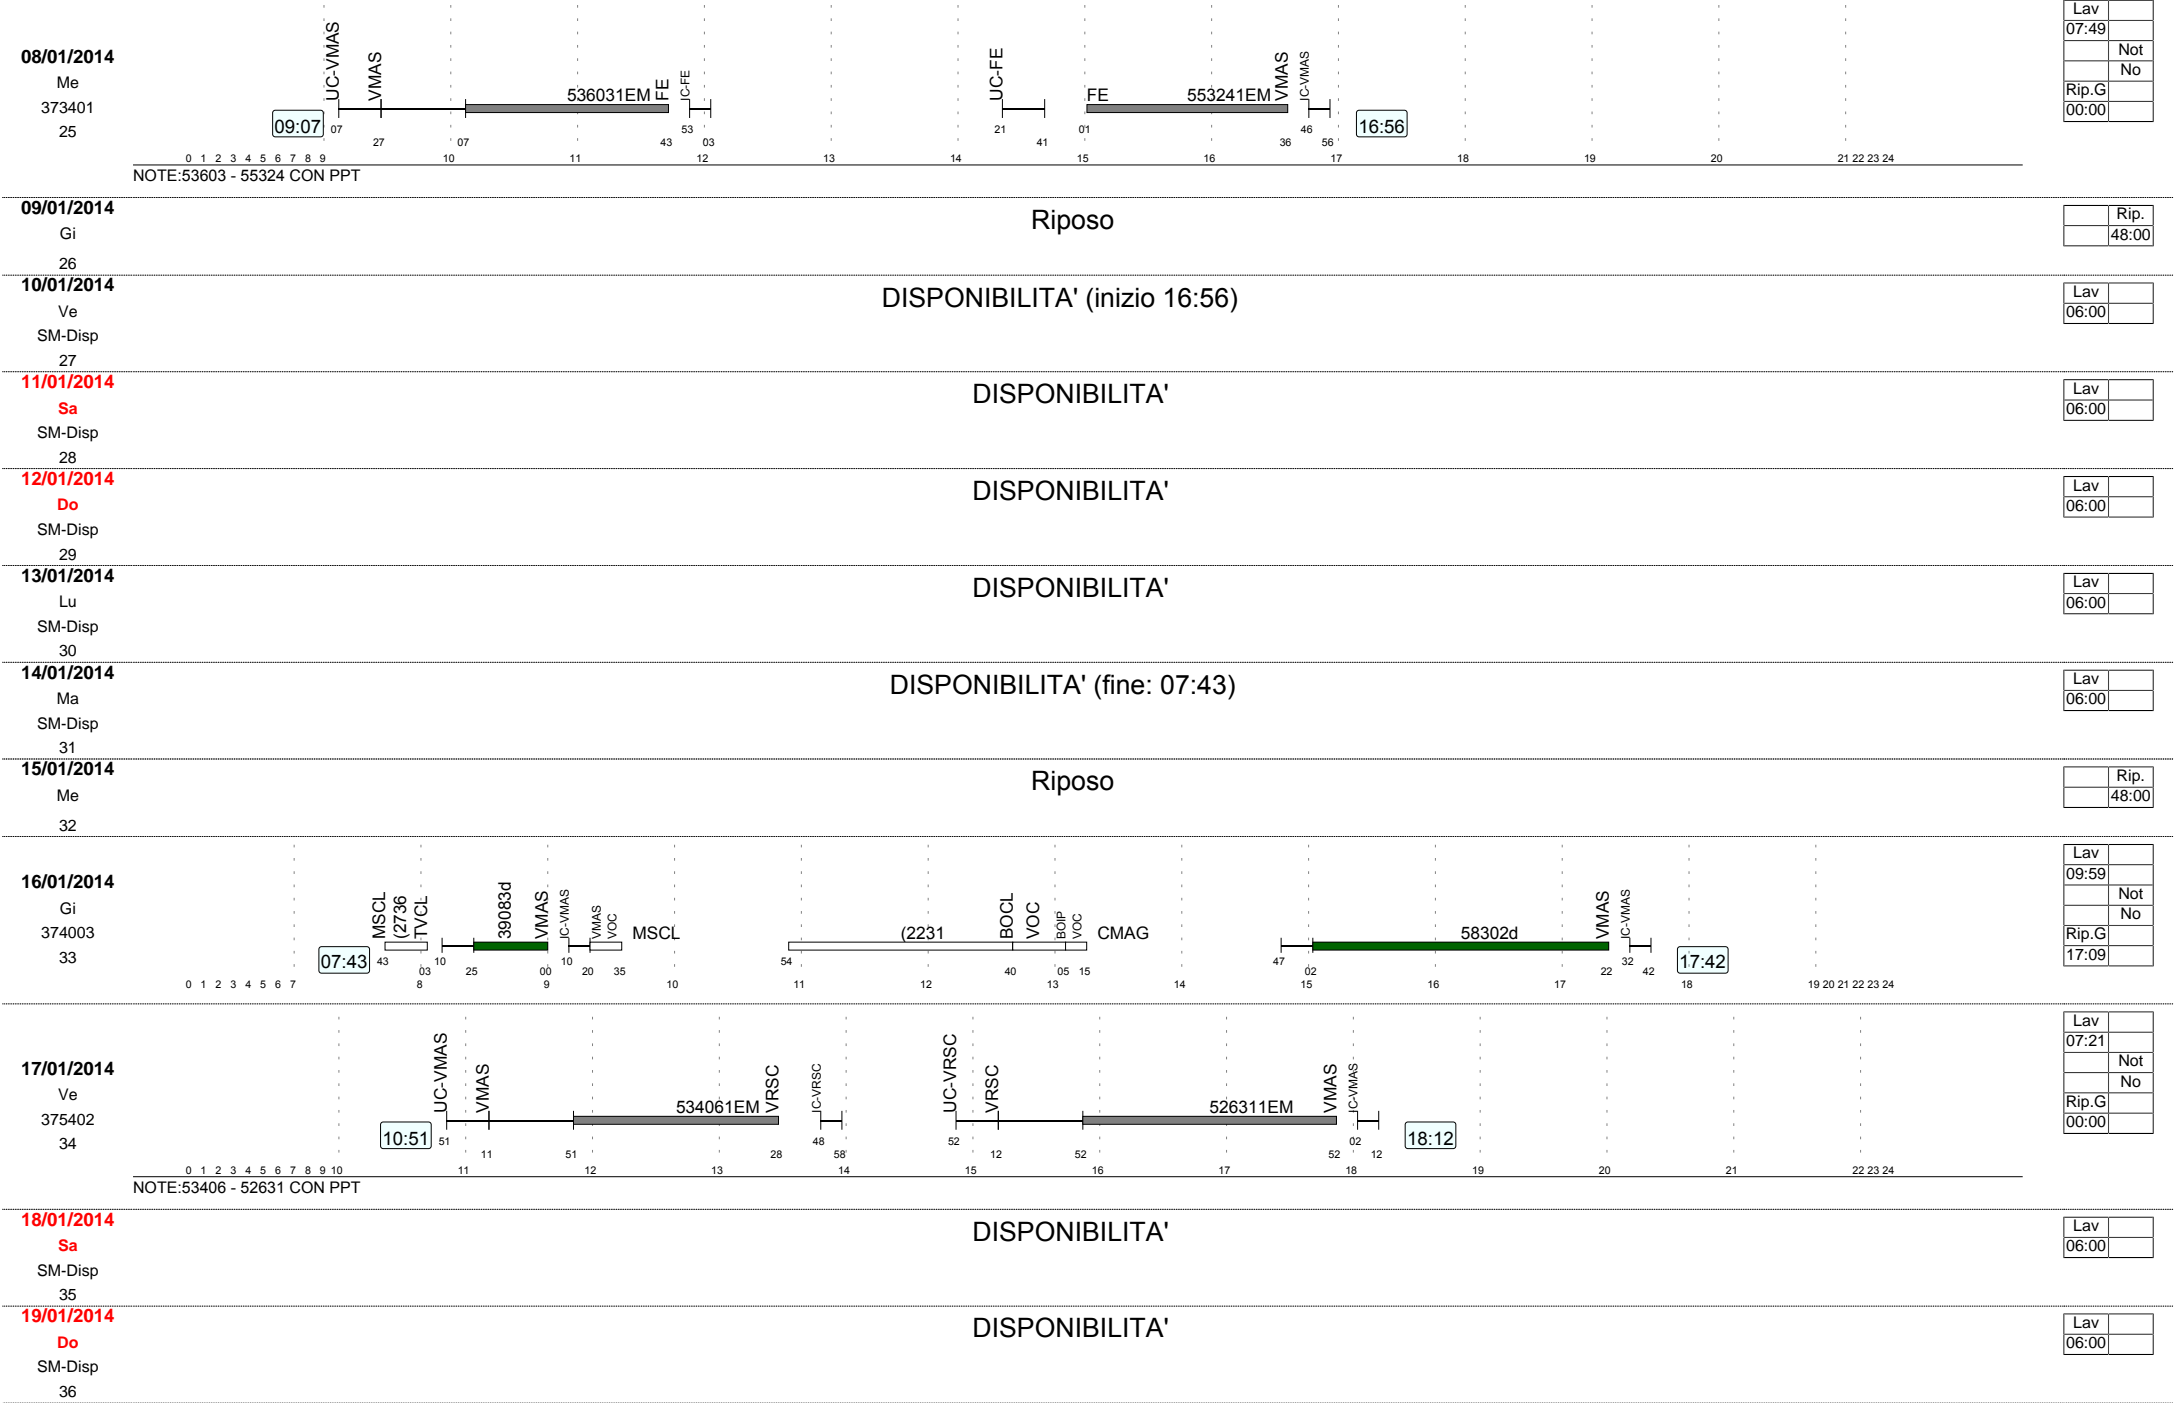 Lav
07:49
Not
No
Rip.G
00:00
08/01/2014
Me
373401
25
UC-VMAS
VMAS
536031EM
FE
IC-FE
UC-FE
FE
553241EM
VMAS
IC-VMAS
09:07
07
27
07
43
53
03
21
41
01
36
46
56
16:56
0 1 2 3 4 5 6 7 8 9 10 11 12 13 14 15 16 17 18 19 20 21 22 23 24
NOTE:53603 - 55324 CON PPT
09/01/2014
Gi
26
Riposo
Rip.
48:00
10/01/2014
Ve
SM-Disp
27
DISPONIBILITA' (inizio 16:56)
Lav
06:00
11/01/2014
Sa
SM-Disp
28
DISPONIBILITA'
Lav
06:00
12/01/2014
Do
SM-Disp
29
DISPONIBILITA'
Lav
06:00
13/01/2014
Lu
SM-Disp
30
DISPONIBILITA'
Lav
06:00
14/01/2014
Ma
SM-Disp
31
DISPONIBILITA' (fine: 07:43)
Lav
06:00
15/01/2014
Me
32
Riposo
Rip.
48:00
16/01/2014
Gi
374003
33
MSCL
(2736
TVCL
39083d
VMAS
IC-VMAS
VMAS
VOC
MSCL
(2231
BOCL
VOC
BOIP
VOC
CMAG
58302d
VMAS
IC-VMAS
07:43
43
03
10
25
00
10
20
35
54
40
05
15
47
02
22
32
42
17:42
0 1 2 3 4 5 6 7 8 9 10 11 12 13 14 15 16 17 18 19 20 21 22 23 24
Lav
09:59
Not
No
Rip.G
17:09
17/01/2014
Ve
375402
34
UC-VMAS
VMAS
534061EM
VRSC
IC-VRSC
UC-VRSC
VRSC
526311EM
VMAS
IC-VMAS
10:51
51
11
51
28
48
58
52
12
52
52
02
12
18:12
0 1 2 3 4 5 6 7 8 9 10 11 12 13 14 15 16 17 18 19 20 21 22 23 24
NOTE:53406 - 52631 CON PPT
Lav
07:21
Not
No
Rip.G
00:00
18/01/2014
Sa
SM-Disp
35
DISPONIBILITA'
Lav
06:00
19/01/2014
Do
SM-Disp
36
DISPONIBILITA'
Lav
06:00